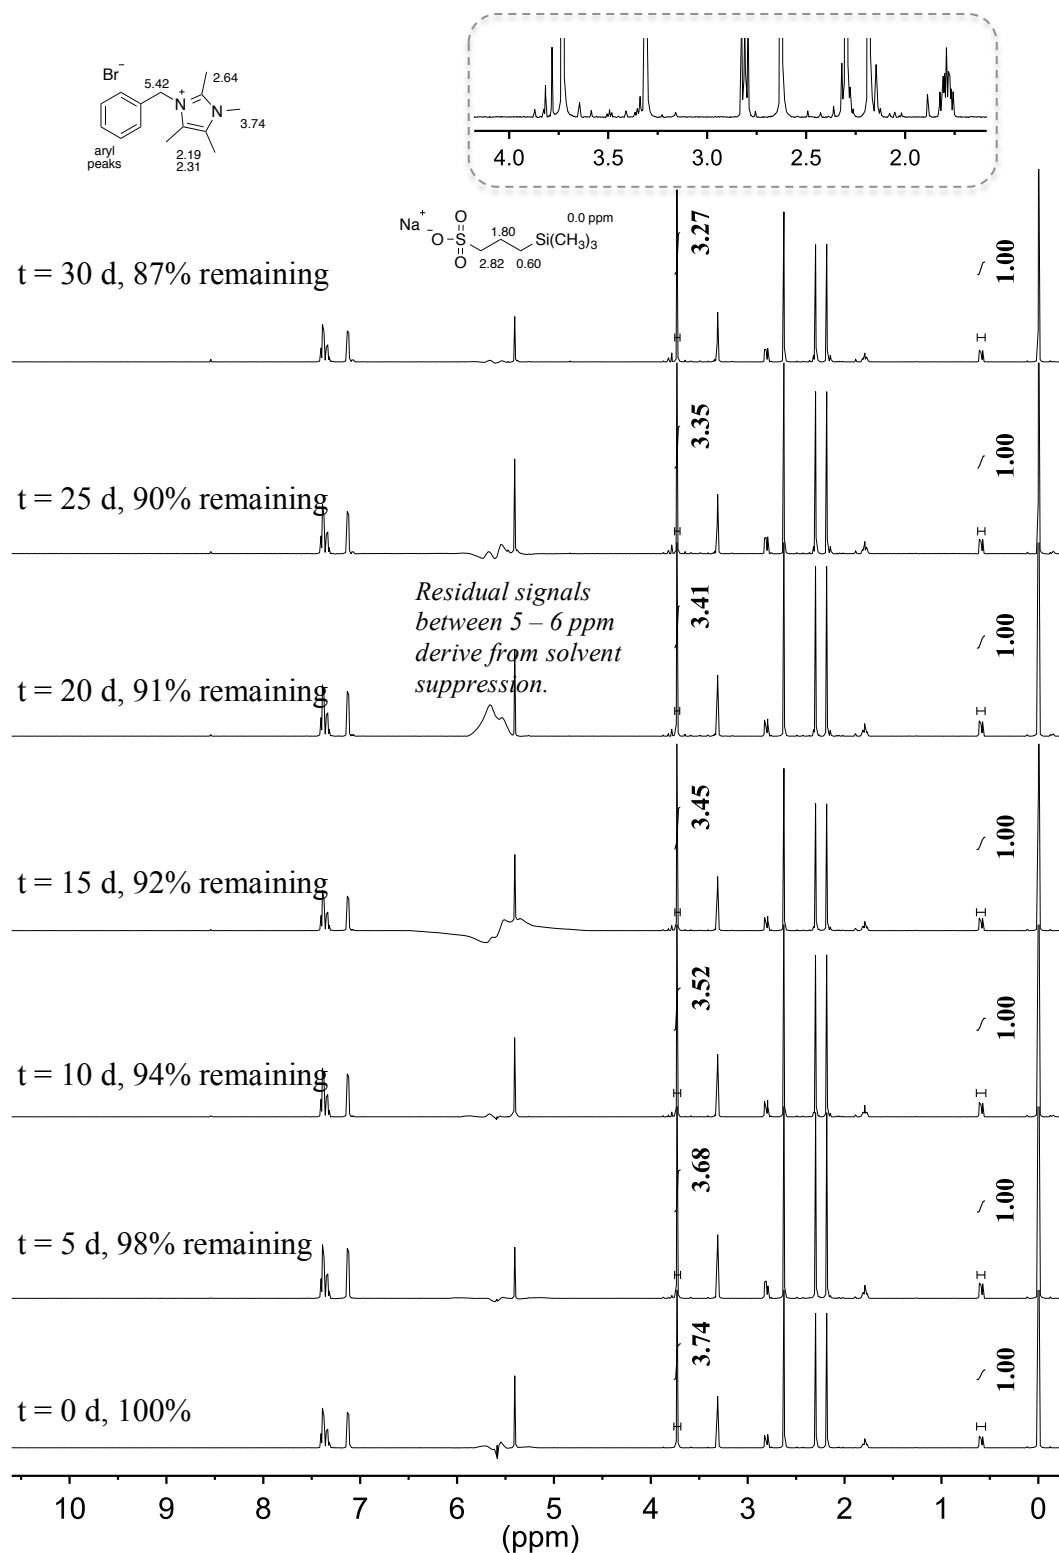 Br−
5.42
2.64
N
+
N
3.74
aryl
peaks
2.19
2.31
4.0 3.5 3.0 2.5 2.0
Na+
−O
O
S
O
1.80
2.82
0.60
0.0 ppm
Si(CH3)3
t = 30 d, 87% remaining
3.27
1.00
t = 25 d, 90% remaining
3.35
1.00
Residual signals
between 5 – 6 ppm
derive from solvent
suppression.
t = 20 d, 91% remaining
3.41
1.00
t = 15 d, 92% remaining
3.45
1.00
t = 10 d, 94% remaining
3.52
1.00
t = 5 d, 98% remaining
3.68
1.00
t = 0 d, 100%
3.74
1.00
10 9 8 7 6 5 4 3 2 1 0
(ppm)